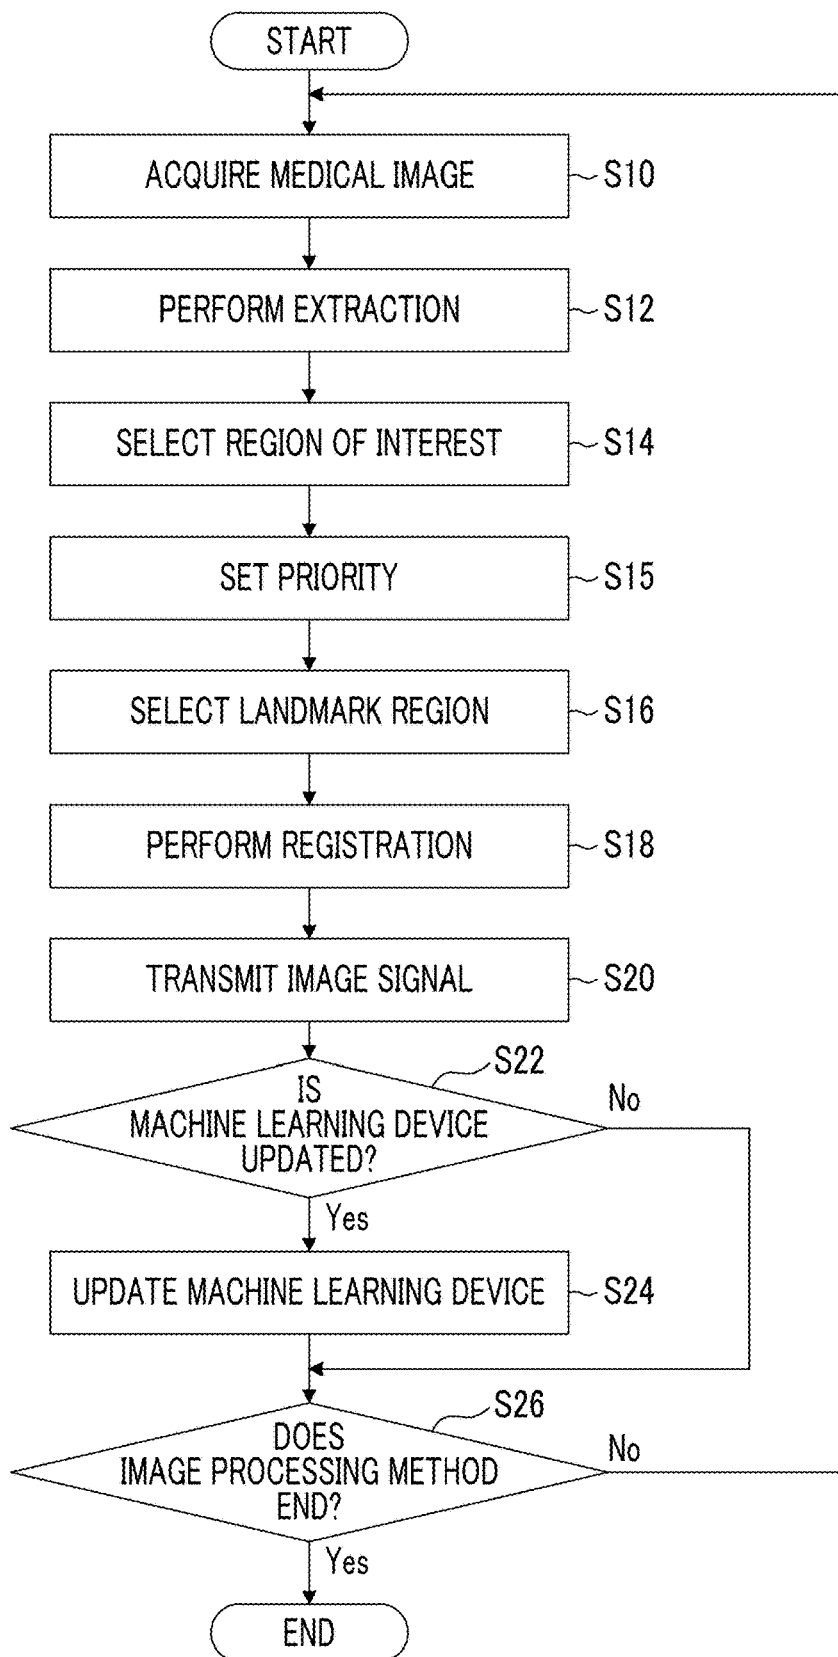 START
ACQUIRE MEDICAL IMAGE
S10
PERFORM EXTRACTION
S12
SELECT REGION OF INTEREST
S14
SET PRIORITY
S15
SELECT LANDMARK REGION
S16
PERFORM REGISTRATION
S18
TRANSMIT IMAGE SIGNAL
S20
S22
IS
MACHINE LEARNING DEVICE
UPDATED?
No
Yes
UPDATE MACHINE LEARNING DEVICE
S24
S26
DOES
IMAGE PROCESSING METHOD
END?
No
Yes
END